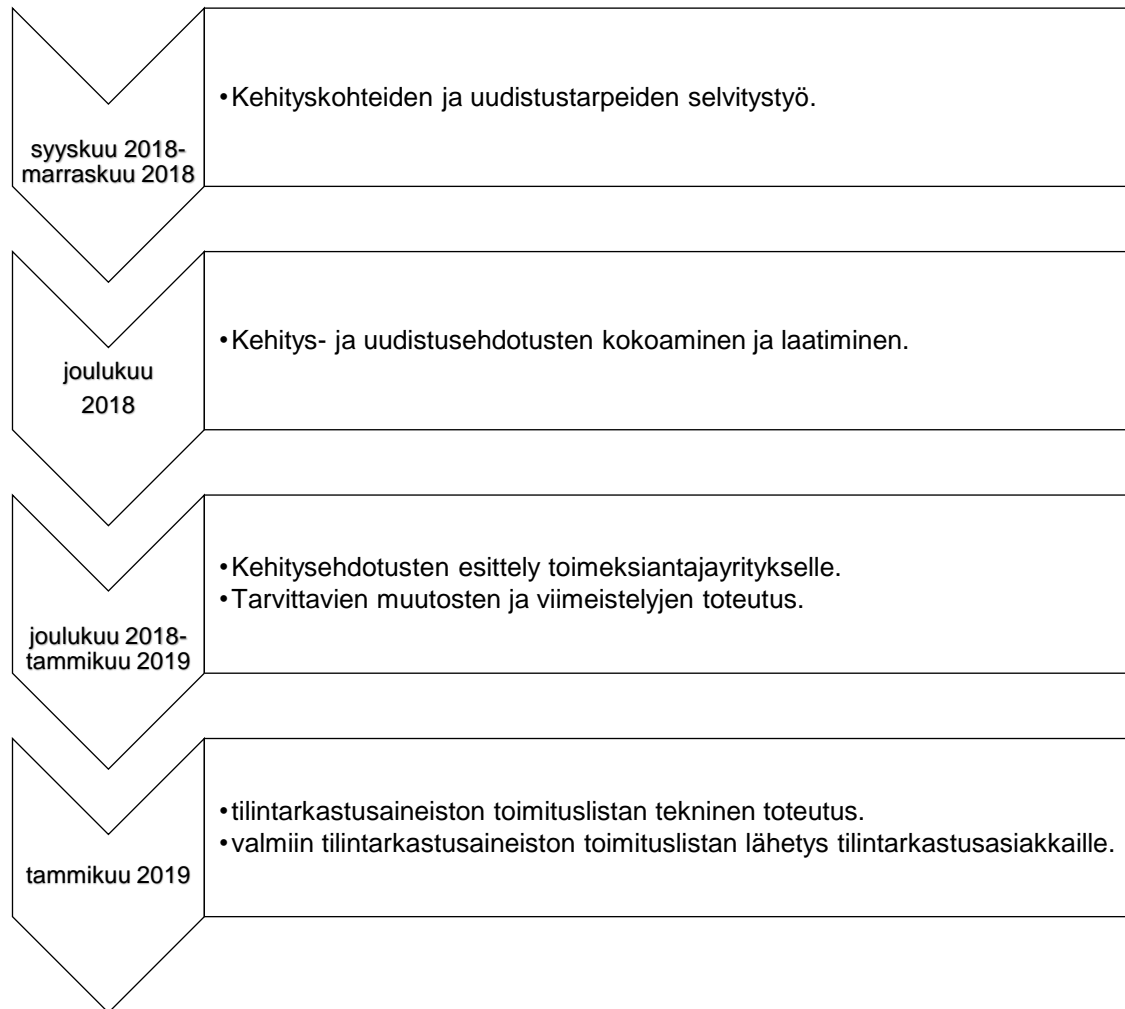 syyskuu 2018-
marraskuu 2018
•Kehityskohteiden ja uudistustarpeiden selvitystyö.
joulukuu
2018
•Kehitys- ja uudistusehdotusten kokoaminen ja laatiminen.
joulukuu 2018-
tammikuu 2019
•Kehitysehdotusten esittely toimeksiantajayritykselle.
•Tarvittavien muutosten ja viimeistelyjen toteutus.
tammikuu 2019
•tilintarkastusaineiston toimituslistan tekninen toteutus.
•valmiin tilintarkastusaineiston toimituslistan lähetys tilintarkastusasiakkaille.